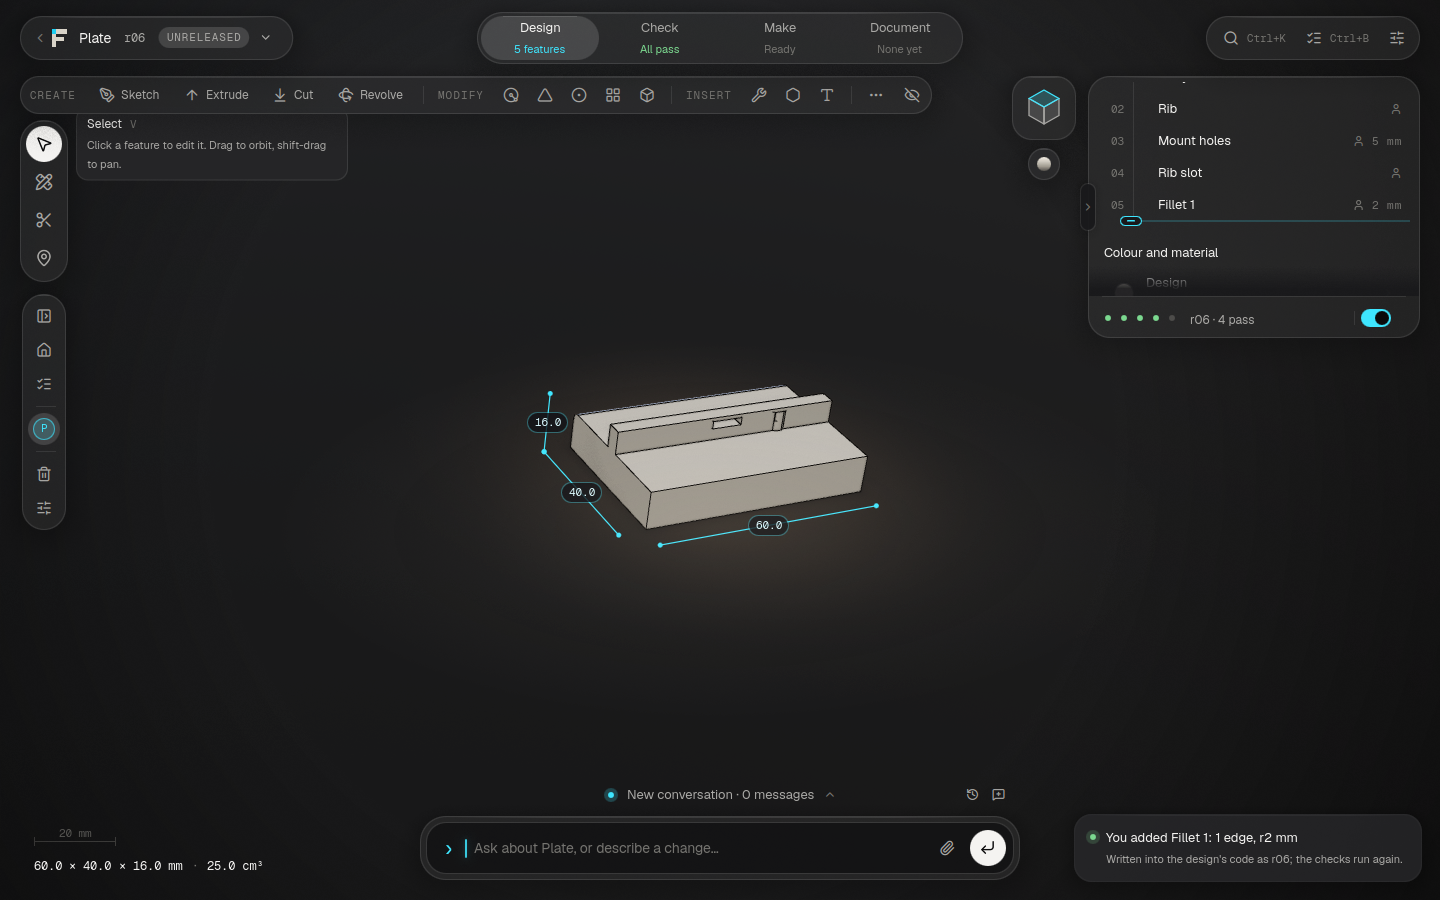 Plate r06 UNRELEASED
Design
5 features
Check
All pass
Make
Ready
Document
None yet
Ctrl+K
Ctrl+B
CREATE
Sketch
Extrude
Cut
Revolve
MODIFY
INSERT
Select V
Click a feature to edit it. Drag to orbit, shift-drag
to pan.
02 Rib
03 Mount holes 5 mm
04 Rib slot
05 Fillet 1 2 mm
Colour and material
Design
r06 · 4 pass
P
16.0
40.0
60.0
New conversation · 0 messages
Ask about Plate, or describe a change…
20 mm
60.0 × 40.0 × 16.0 mm · 25.0 cm³
You added Fillet 1: 1 edge, r2 mm
Written into the design's code as r06; the checks run again.